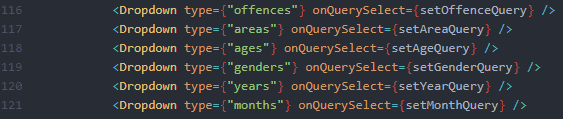 116 <Dropdown type={"offences"} onQuerySelect={setOffenceQuery} />
117 <Dropdown type={"areas"} onQuerySelect={setAreaQuery} />
118 <Dropdown type={"ages"} onQuerySelect={setAgeQuery} />
119 <Dropdown type={"genders"} onQuerySelect={setGenderQuery} />
120 <Dropdown type={"years"} onQuerySelect={setYearQuery} />
121 <Dropdown type={"months"} onQuerySelect={setMonthQuery} />